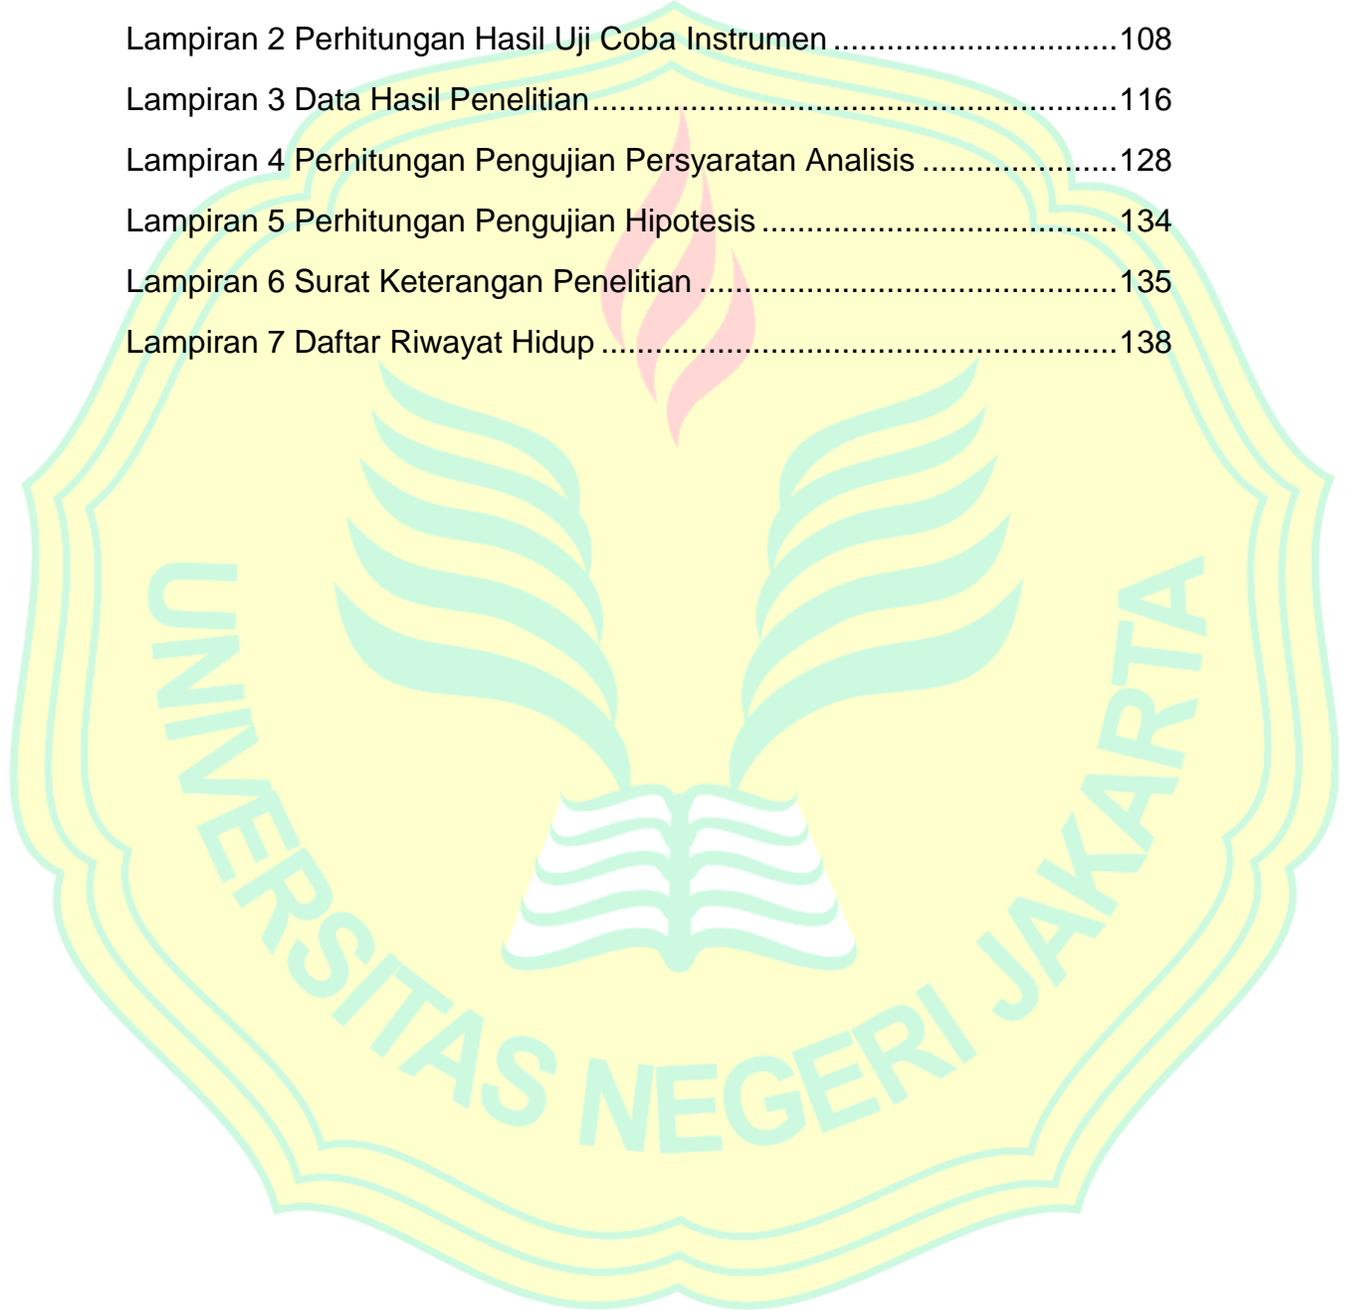 Lampiran 2 Perhitungan Hasil Uji Coba Instrumen ................................108
Lampiran 3 Data Hasil Penelitian............................................................116
Lampiran 4 Perhitungan Pengujian Persyaratan Analisis ......................128
Lampiran 5 Perhitungan Pengujian Hipotesis ........................................134
Lampiran 6 Surat Keterangan Penelitian ...............................................135
Lampiran 7 Daftar Riwayat Hidup ..........................................................138
UNIVERSITAS NEGERI JAKARTA